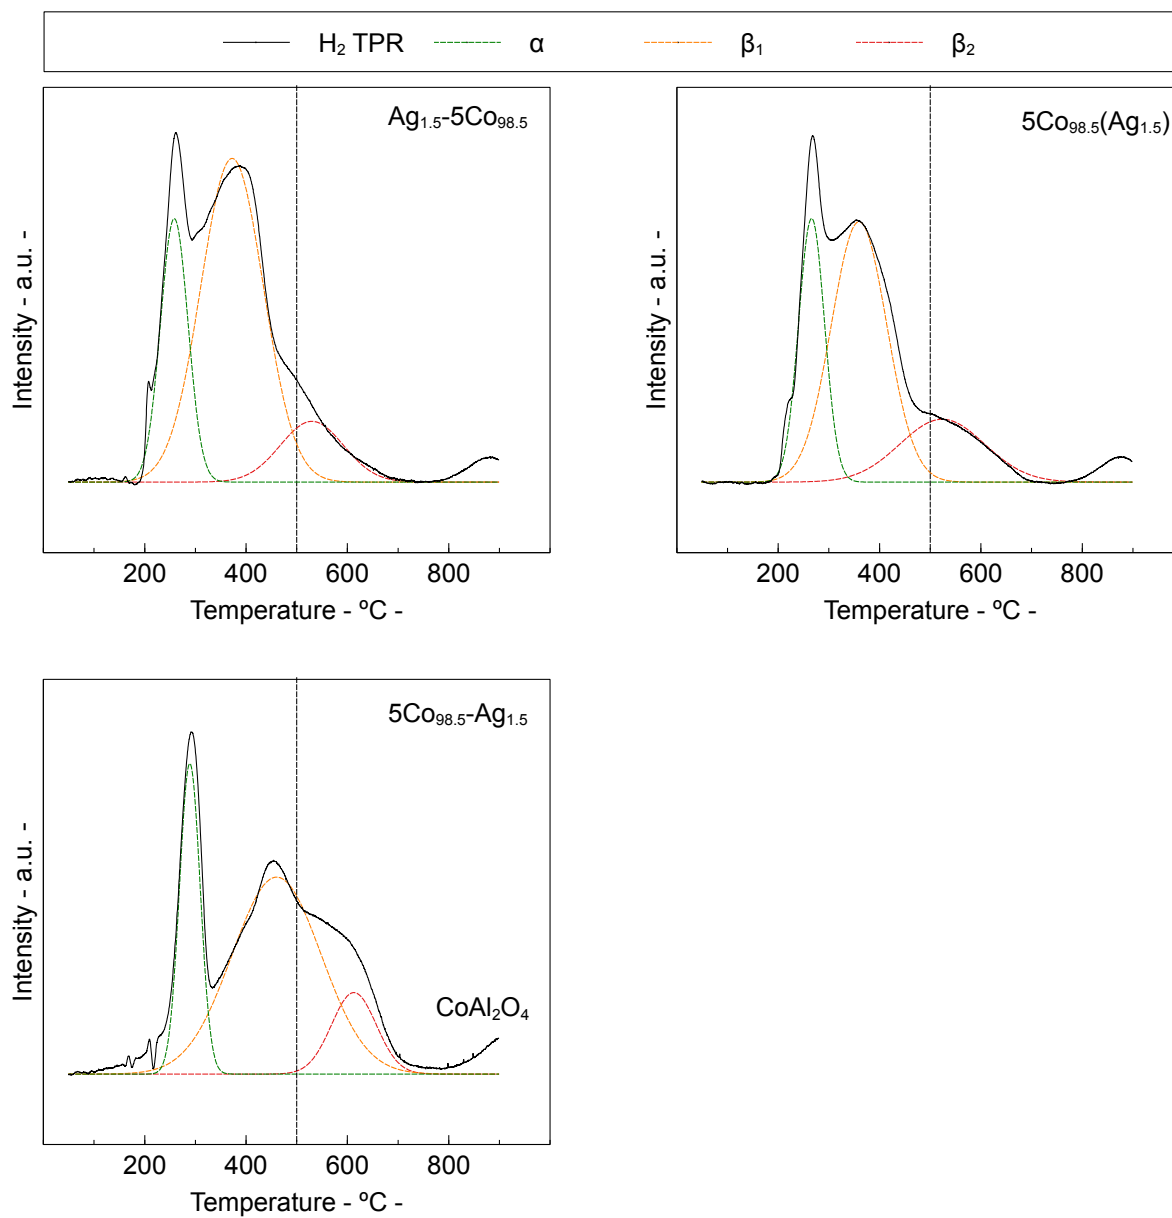 H₂ TPR α β₁ β₂
Ag₁.₅-5Co₉₈.₅
Intensity - a.u. -
200 400 600 800
Temperature - ºC -
5Co₉₈.₅(Ag₁.₅)
Intensity - a.u. -
200 400 600 800
Temperature - ºC -
5Co₉₈.₅-Ag₁.₅
Intensity - a.u. -
CoAl₂O₄
200 400 600 800
Temperature - ºC -